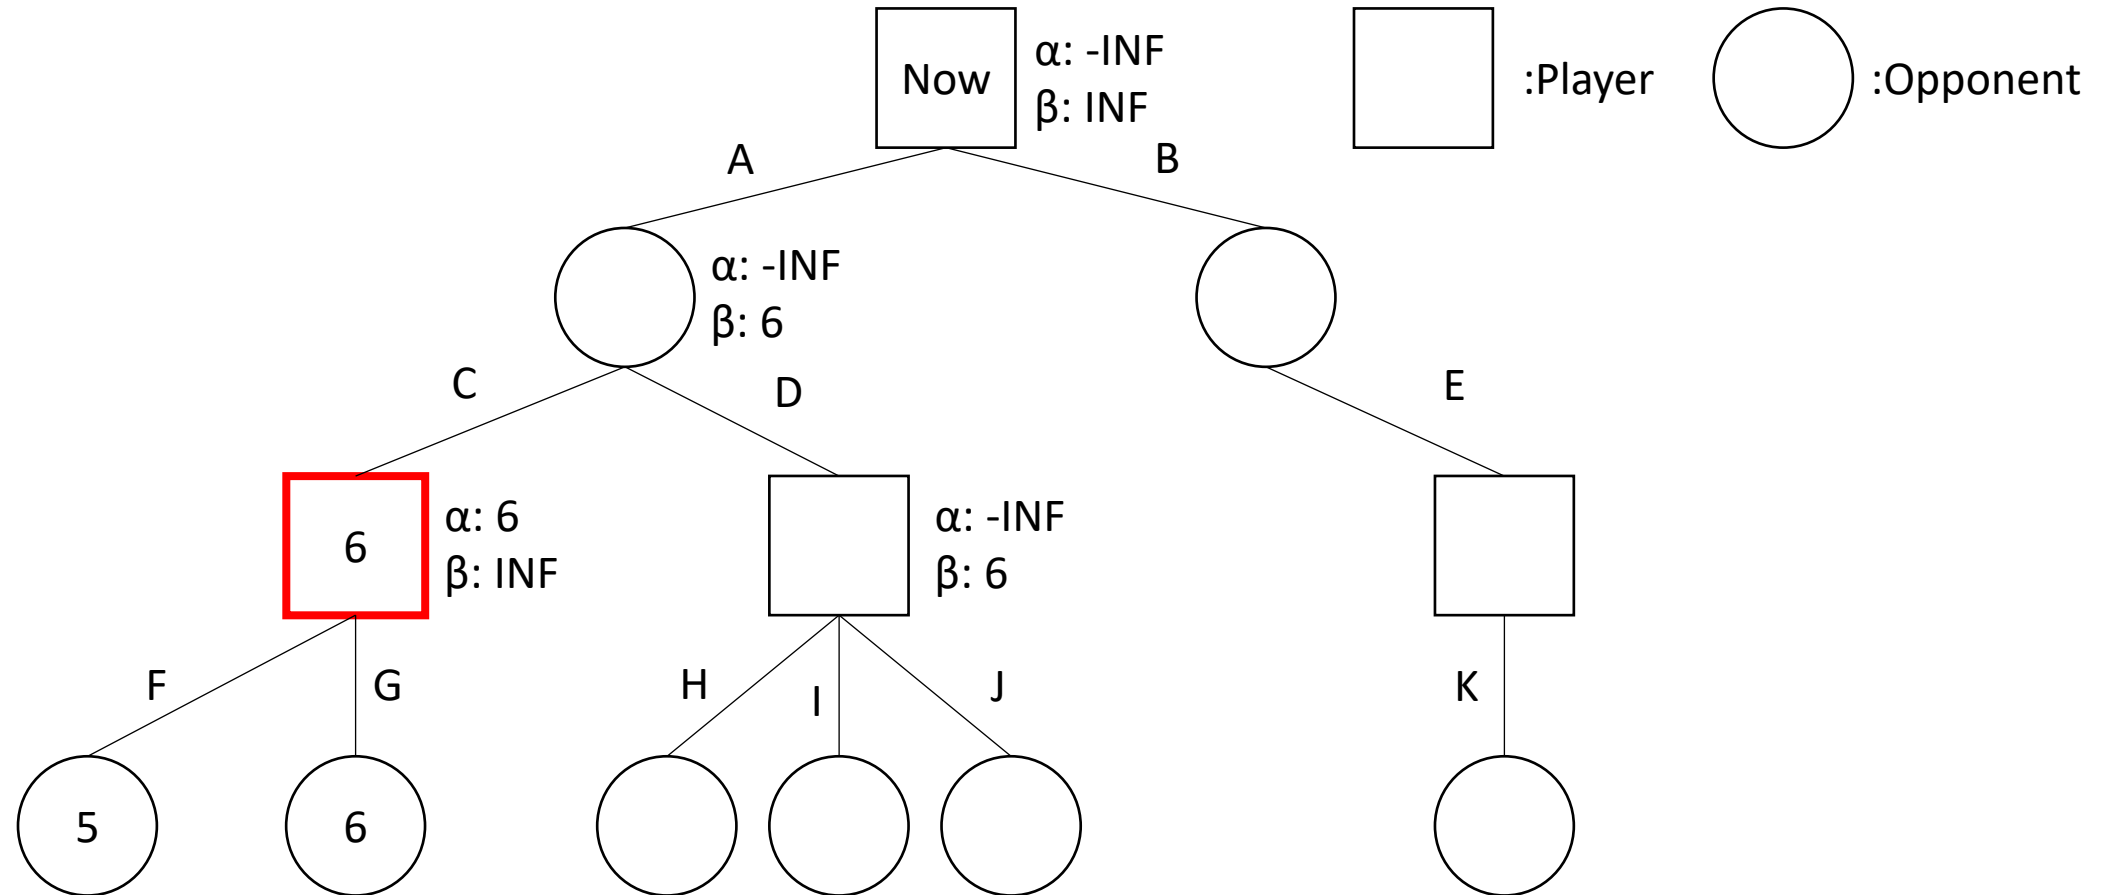 Now
α: -INF
β: INF
:Player
:Opponent
A
B
α: -INF
β: 6
C
D
E
6
α: 6
β: INF
α: -INF
β: 6
F
G
H
I
J
K
5
6